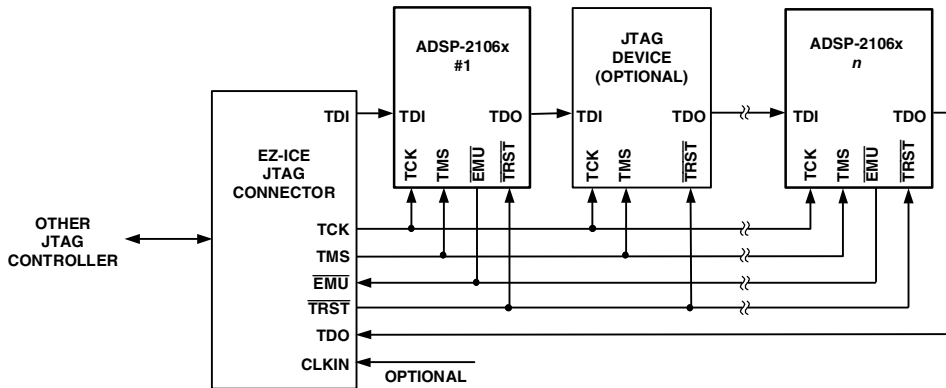 ADSP-2106x
#1
JTAG
DEVICE
(OPTIONAL)
ADSP-2106x
n
TDI
TDI
TDO
TDI
TDO
TDI
TDO
EZ-ICE
JTAG
CONNECTOR
TCK
TMS
EMU
TRST
TCK
TMS
TRST
TCK
TMS
EMU
TRST
OTHER
JTAG
CONTROLLER
TCK
TMS
EMU
TRST
TDO
CLKIN
OPTIONAL